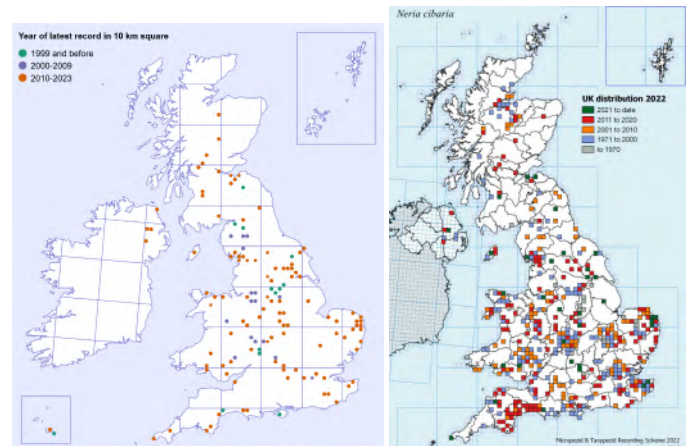 Year of latest record in 10 km square
1999 and before
2000-2009
2010-2023
Neria cibaria
UK distribution 2022
2021 to date
2011 to 2020
2001 to 2010
1971 to 2000
to 1970
Micropezid & Tanypezid Recording Scheme 2022